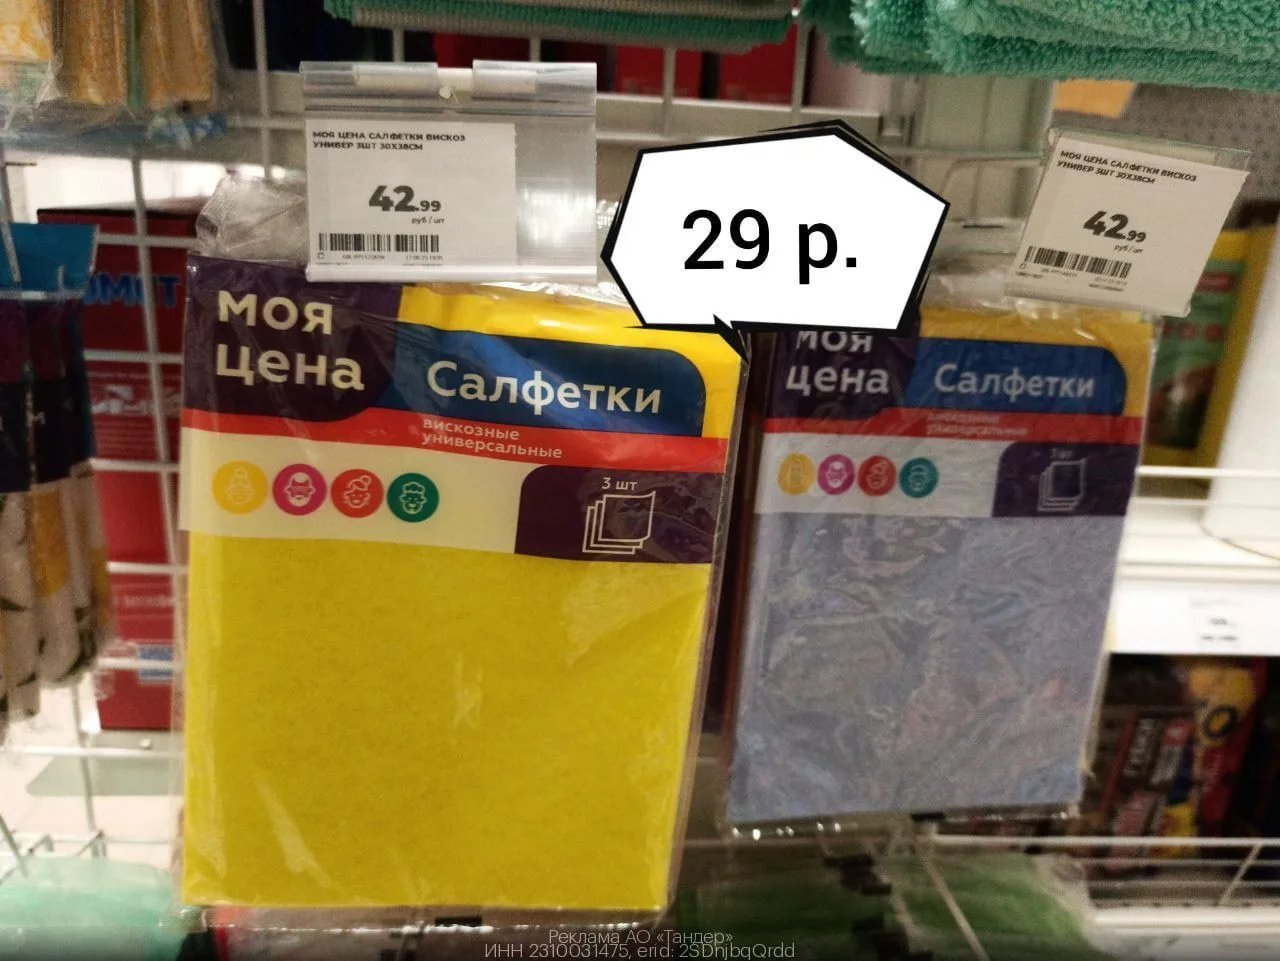 МОЯ ЦЕНА САЛФЕТКИ ВИСКОЗ
УНИВЕР 3ШТ 30Х38СМ
42.99
руб / шт
29 р.
МОЯ ЦЕНА САЛФЕТКИ ВИСКОЗ
УНИВЕР 3ШТ 30Х38СМ
42.99
руб / шт
моя
цена
Салфетки
вискозные
универсальные
3 шт
моя
цена
Салфетки
вискозные
универсальные
3 шт
Реклама АО «Тандер»
ИНН 2310031475, erid: 2SDnjbqQrdd